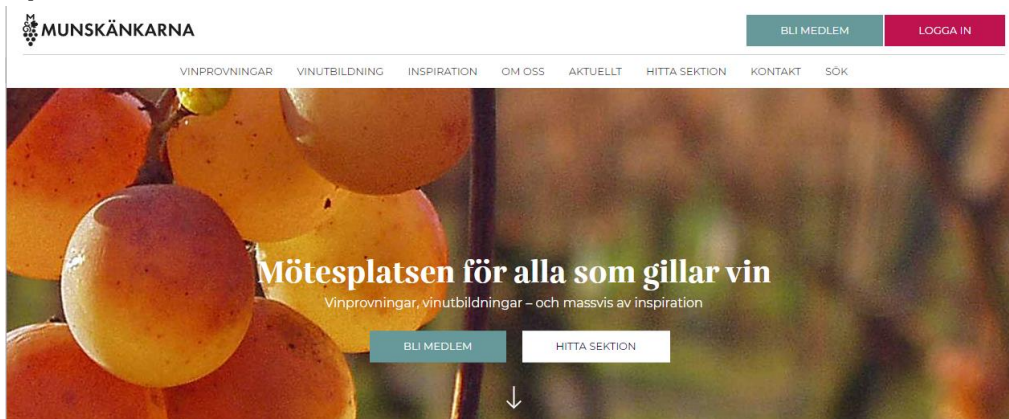 MUNSKÄNKARNA
BLI MEDLEM
LOGGA IN
VINPROVNINGAR VINUTBILDNING INSPIRATION OM OSS AKTUELLT HITTA SEKTION KONTAKT SÖK
Mötesplatsen för alla som gillar vin
Vinprovningar, vinutbildningar – och massvis av inspiration
BLI MEDLEM
HITTA SEKTION